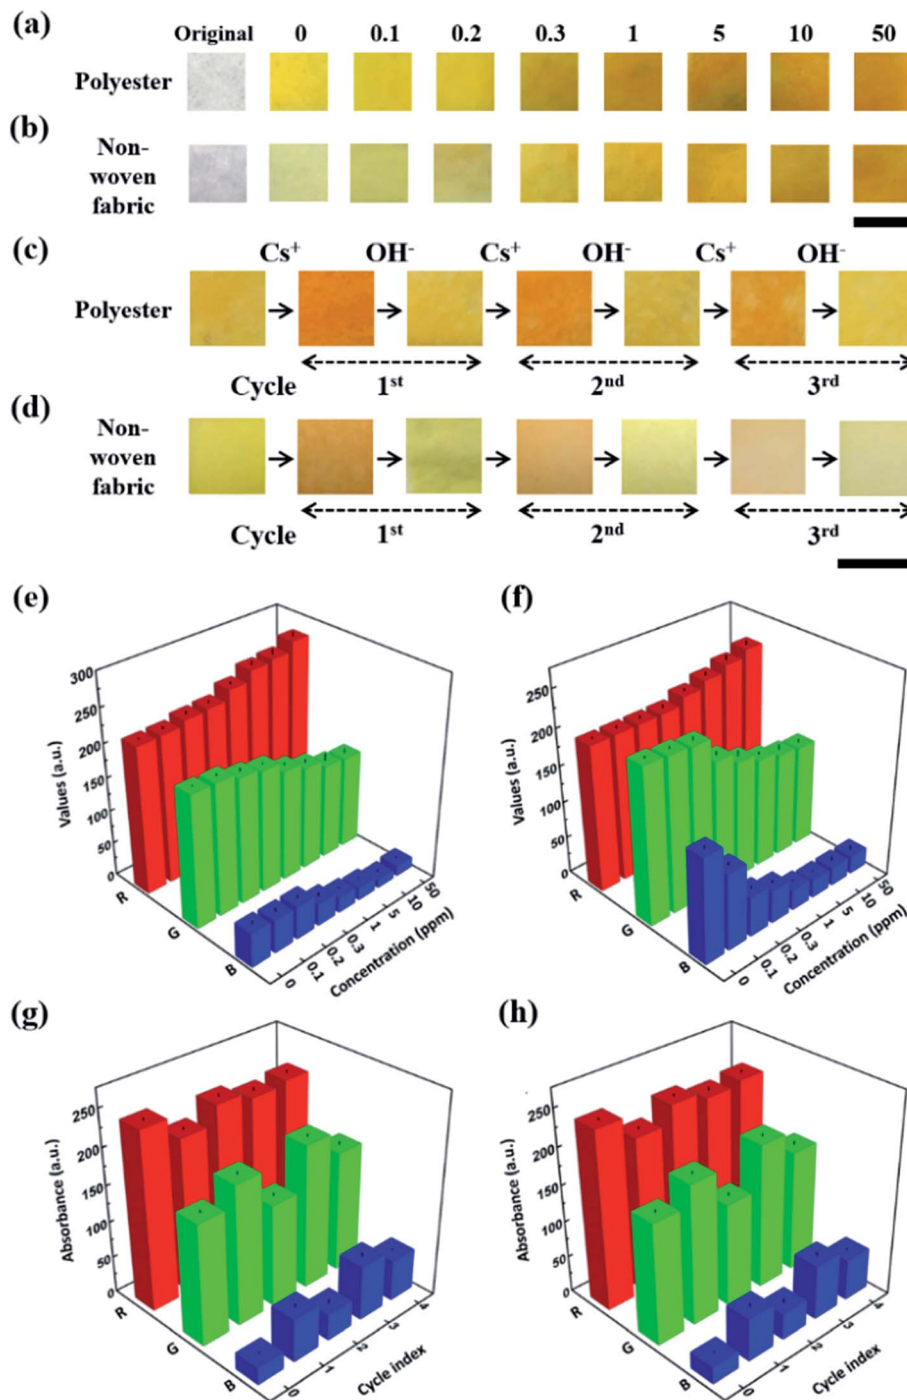 (a)
Original 0 0.1 0.2 0.3 1 5 10 50
Polyester
(b)
Non-
woven
fabric
(c)
Cs⁺ OH⁻ Cs⁺ OH⁻ Cs⁺ OH⁻
Polyester
Cycle 1ˢᵗ 2ⁿᵈ 3ʳᵈ
(d)
Non-
woven
fabric
Cycle 1ˢᵗ 2ⁿᵈ 3ʳᵈ
(e)
300
250
200
150
100
50
0
Values (a.u.)
R
G
B
0 0.1 0.2 0.3 1 5 10 50
Concentration (ppm)
(f)
250
200
150
100
50
0
Values (a.u.)
R
G
B
0 0.1 0.2 0.3 1 5 10 50
Concentration (ppm)
(g)
250
200
150
100
50
0
Absorbance (a.u.)
R
G
B
0 1 2 3 4
Cycle index
(h)
250
200
150
100
50
0
Absorbance (a.u.)
R
G
B
0 1 2 3 4
Cycle index